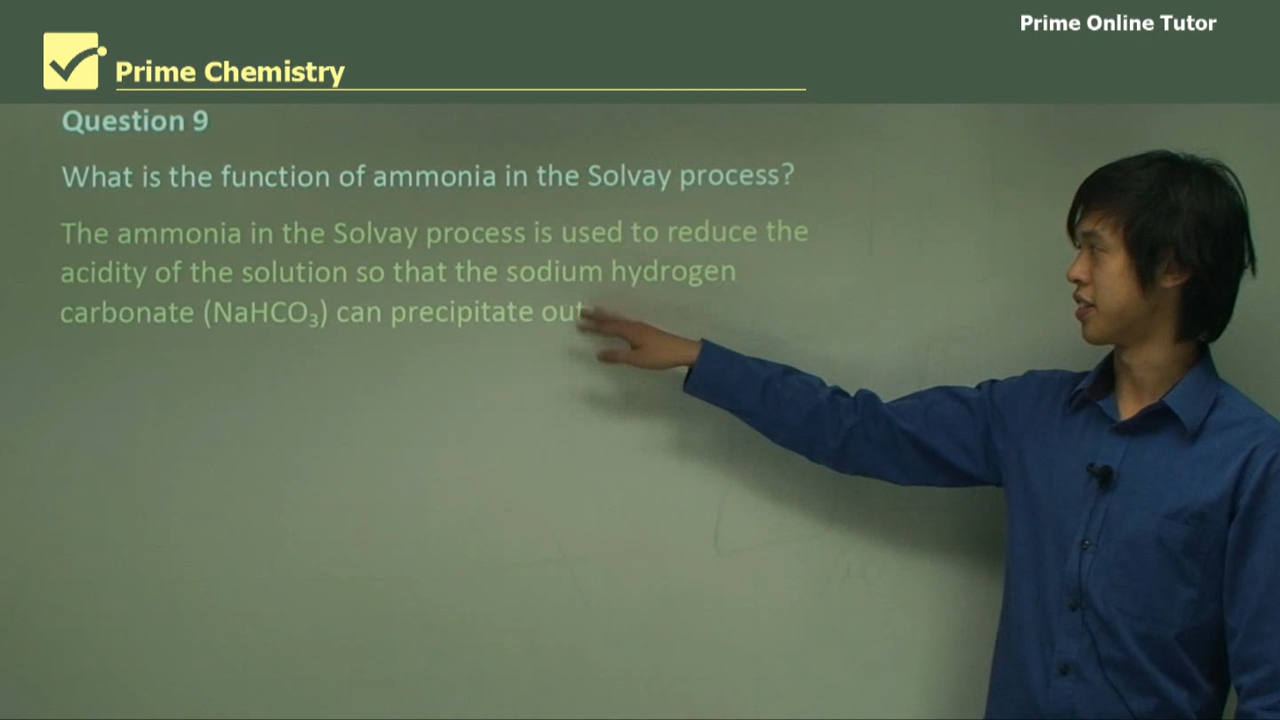 Prime Online Tutor
Prime Chemistry
Question 9
What is the function of ammonia in the Solvay process?
The ammonia in the Solvay process is used to reduce the
acidity of the solution so that the sodium hydrogen
carbonate (NaHCO₃) can precipitate out